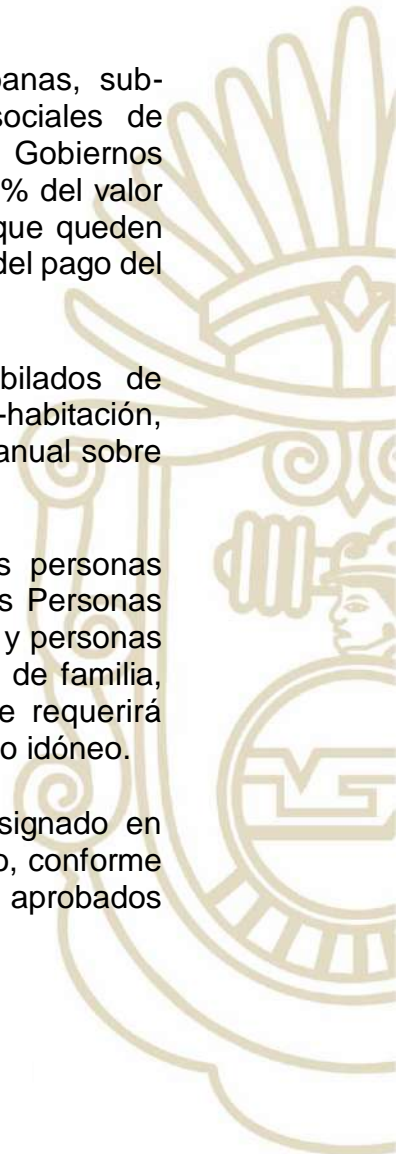 banas, sub-
sociales de
Gobiernos
% del valor
que queden
del pago del
bilados de
-habitación,
anual sobre
s personas
s Personas
y personas
de familia,
e requerirá
o idóneo.
signado en
o, conforme
aprobados